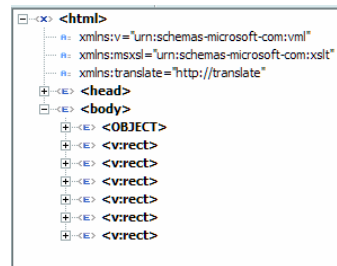 <html>
xmlns:v="urn:schemas-microsoft-com:vml"
xmlns:msxsl="urn:schemas-microsoft-com:xslt"
xmlns:translate="http://translate"
<head>
<body>
<OBJECT>
<v:rect>
<v:rect>
<v:rect>
<v:rect>
<v:rect>
<v:rect>